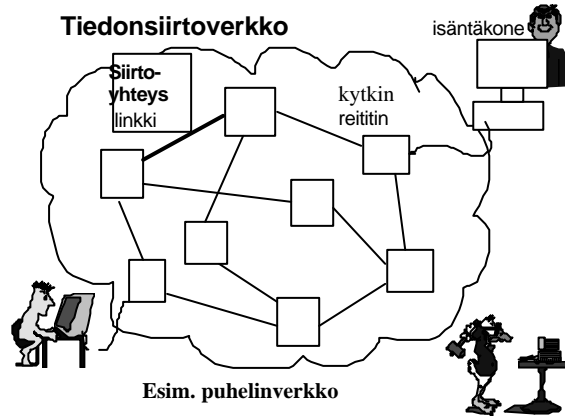 Tiedonsiirtoverkko
isäntäkone
Siirto-
yhteys
linkki
kytkin
reititin
Esim. puhelinverkko